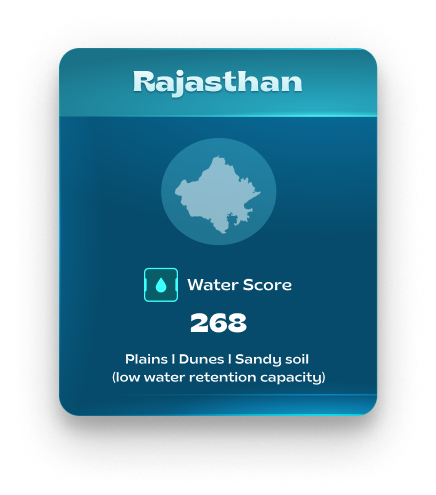 Rajasthan
Water Score
268
Plains | Dunes | Sandy soil
(low water retention capacity)